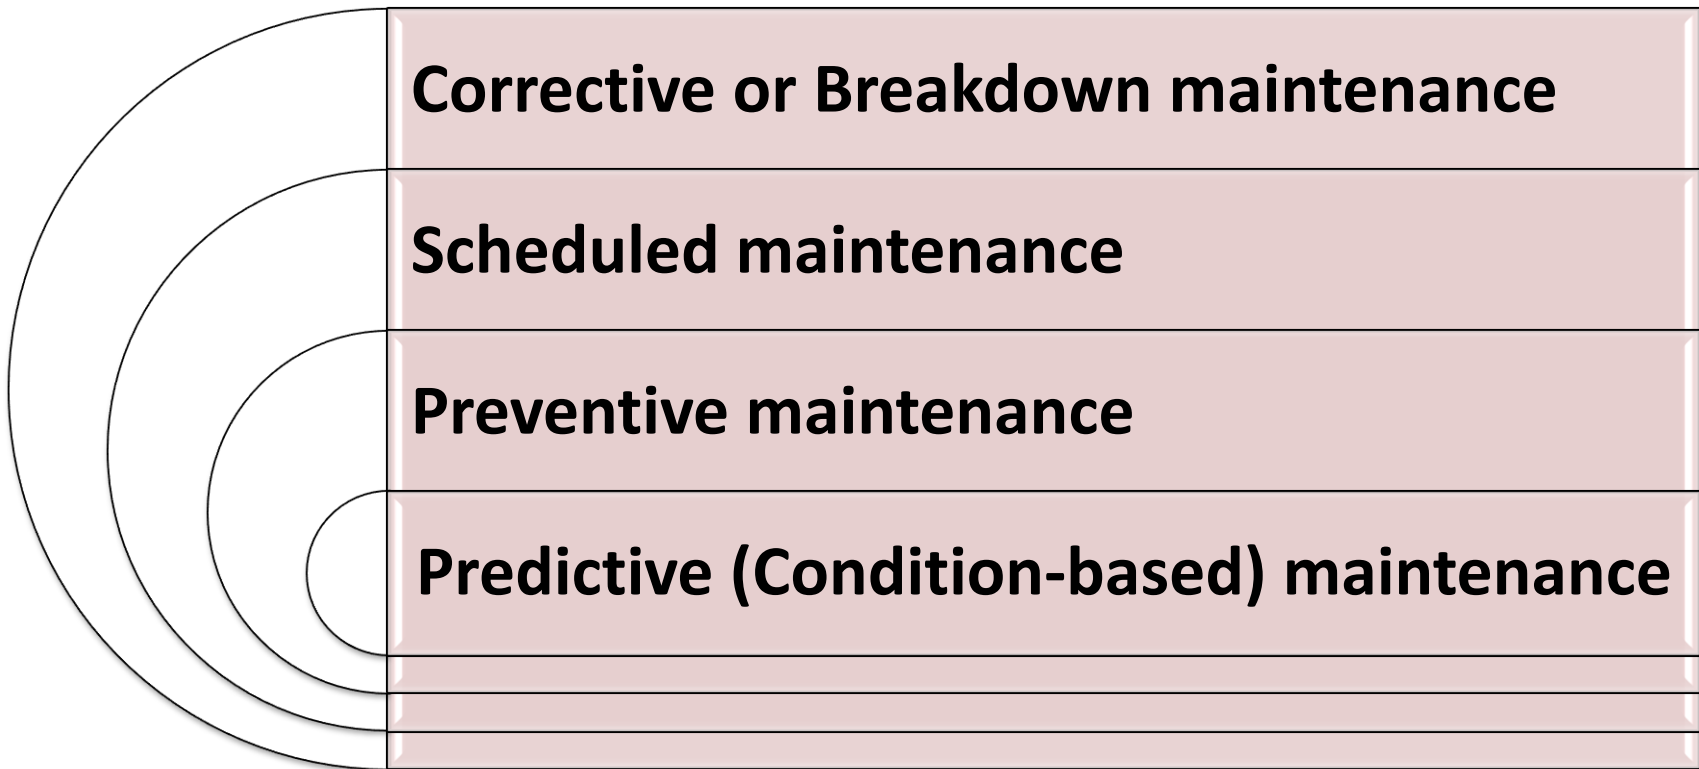 Corrective or Breakdown maintenance
Scheduled maintenance
Preventive maintenance
Predictive (Condition-based) maintenance